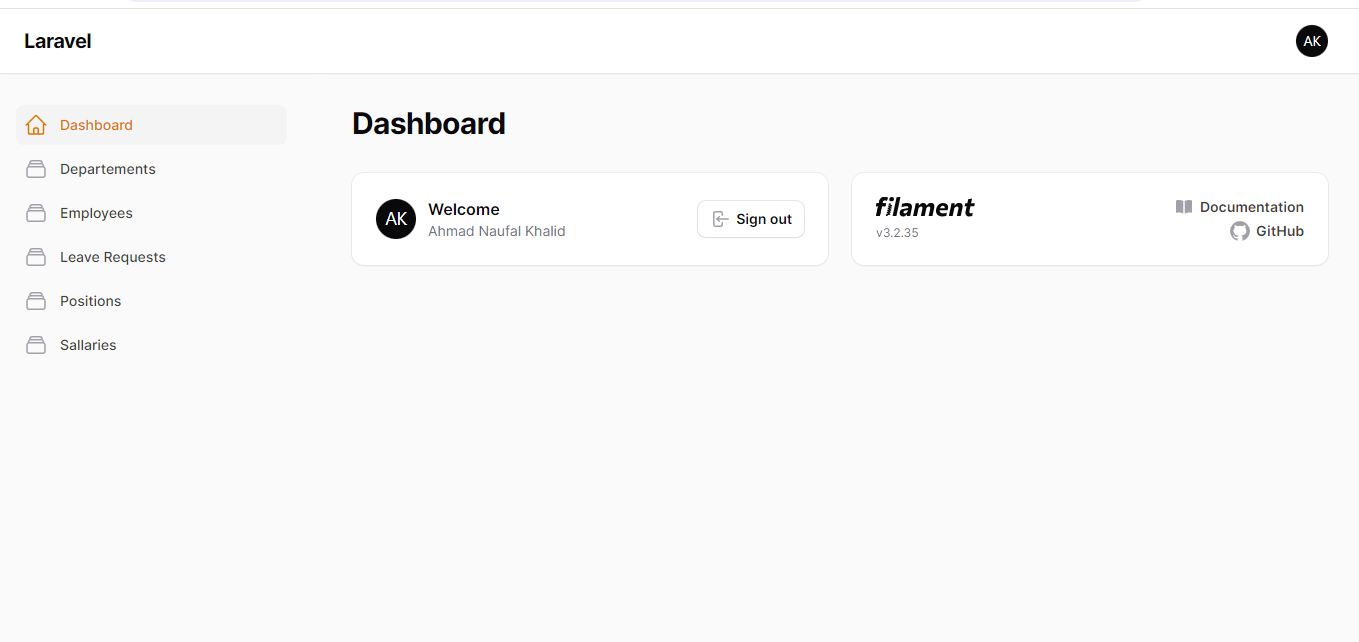 Laravel
AK
Dashboard
Departements
Employees
Leave Requests
Positions
Sallaries
Dashboard
AK
Welcome
Ahmad Naufal Khalid
Sign out
filament
v3.2.35
Documentation
GitHub